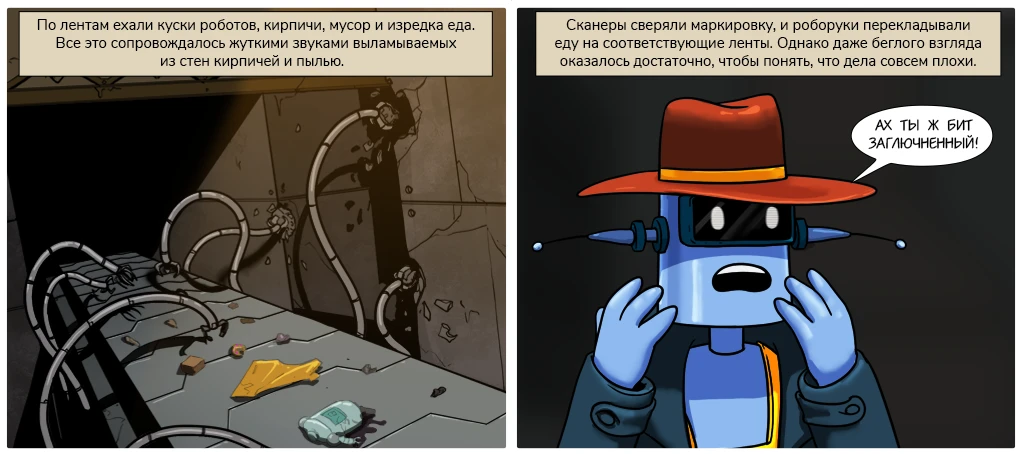 По лентам ехали куски роботов, кирпичи, мусор и изредка еда.
Все это сопровождалось жуткими звуками выламываемых
из стен кирпичей и пылью.
Сканеры сверяли маркировку, и роборуки перекладывали
еду на соответствующие ленты. Однако даже беглого взгляда
оказалось достаточно, чтобы понять, что дела совсем плохи.
АХ ТЫ Ж БИТ
ЗАГЛЮЧНЕННЫЙ!